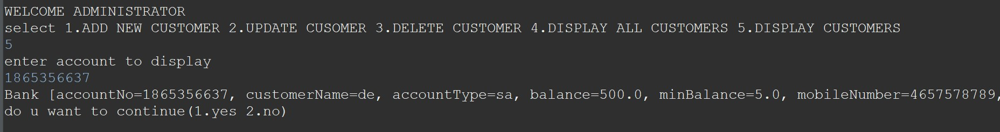 WELCOME ADMINISTRATOR
select 1.ADD NEW CUSTOMER 2.UPDATE CUSOMER 3.DELETE CUSTOMER 4.DISPLAY ALL CUSTOMERS 5.DISPLAY CUSTOMERS
5
enter account to display
1865356637
Bank [accountNo=1865356637, customerName=de, accountType=sa, balance=500.0, minBalance=5.0, mobileNumber=4657578789,
do u want to continue(1.yes 2.no)